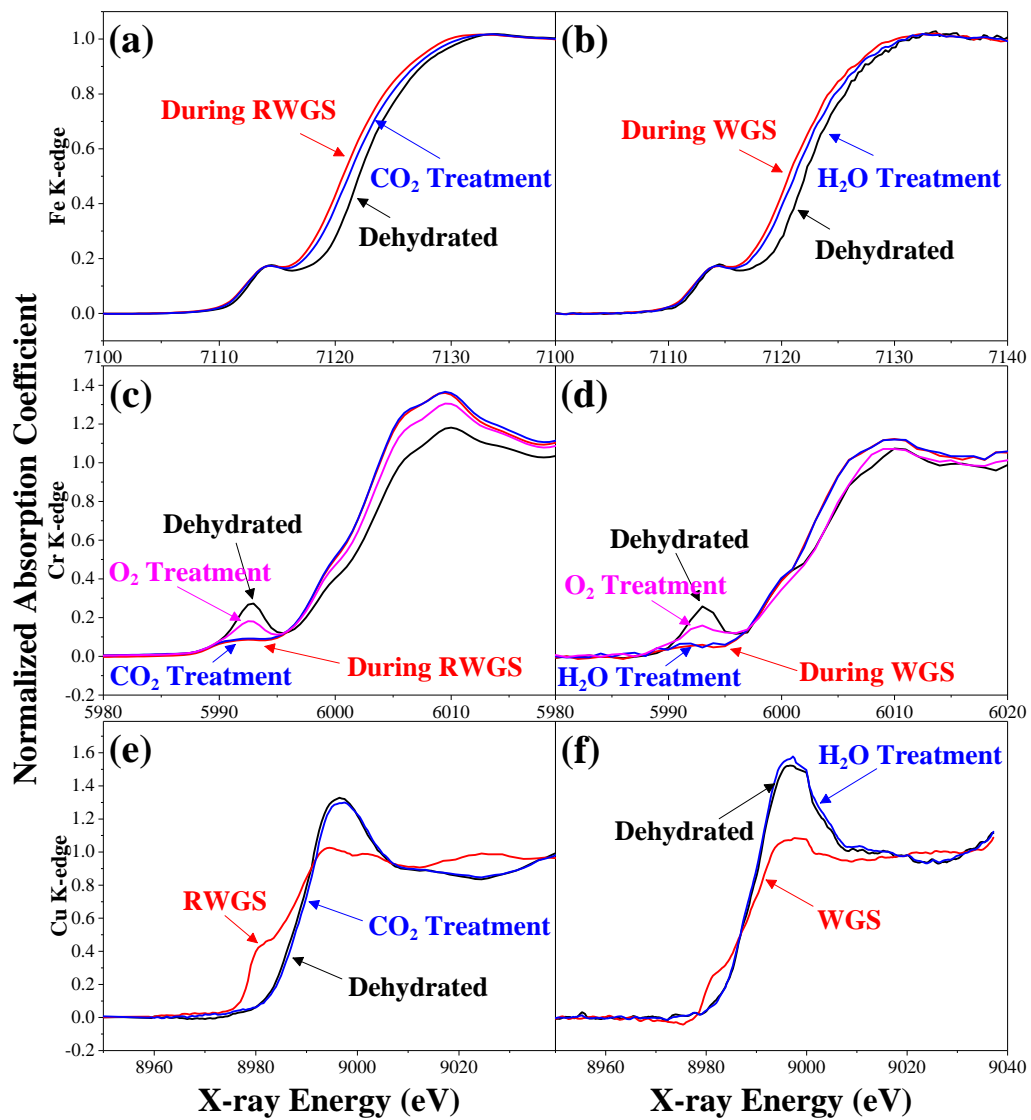 Normalized Absorption Coefficient
Fe K-edge
1.0
0.8
0.6
0.4
0.2
0.0
(a)
During RWGS
CO₂ Treatment
Dehydrated
7100 7110 7120 7130
(b)
During WGS
H₂O Treatment
Dehydrated
7100 7110 7120 7130 7140
Cr K-edge
1.4
1.2
1.0
0.8
0.6
0.4
0.2
0.0
-0.2
(c)
Dehydrated
O₂ Treatment
CO₂ Treatment
During RWGS
5980 5990 6000 6010
(d)
Dehydrated
O₂ Treatment
H₂O Treatment
During WGS
5980 5990 6000 6010 6020
Cu K-edge
1.6
1.4
1.2
1.0
0.8
0.6
0.4
0.2
0.0
-0.2
(e)
RWGS
CO₂ Treatment
Dehydrated
8960 8980 9000 9020
X-ray Energy (eV)
(f)
H₂O Treatment
Dehydrated
WGS
8960 8980 9000 9020 9040
X-ray Energy (eV)